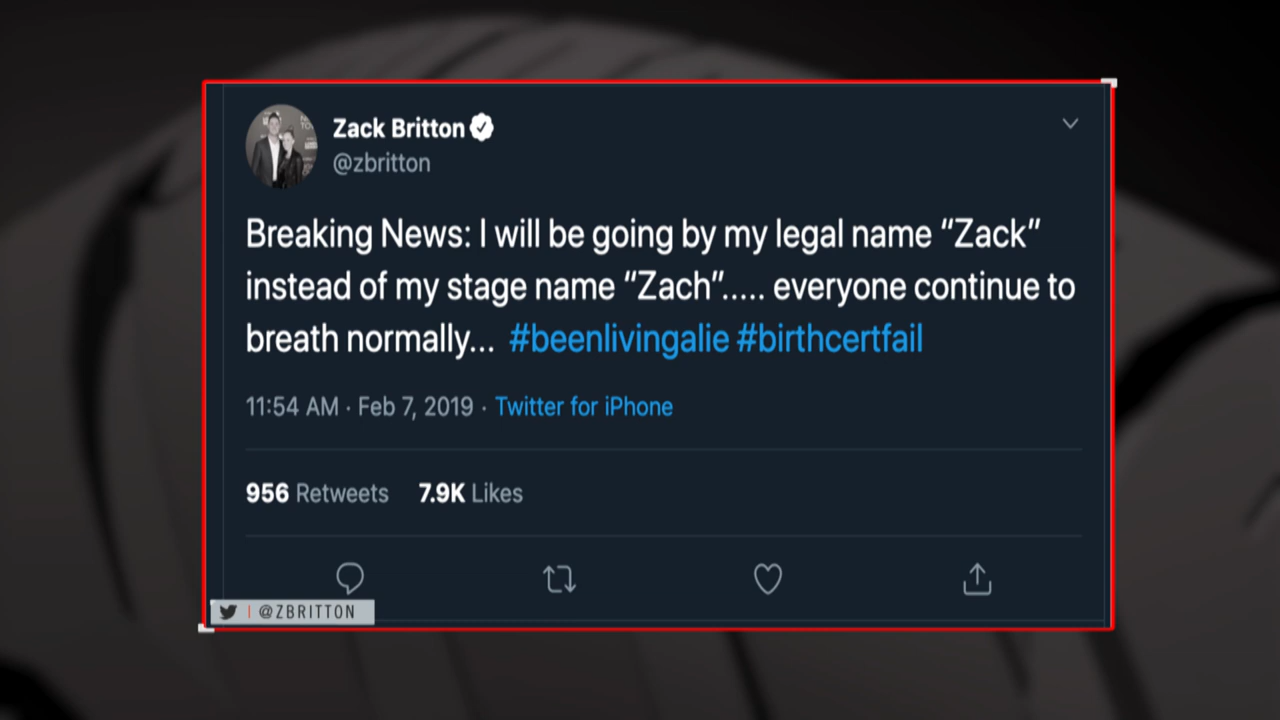 Zack Britton
@zbritton
Breaking News: I will be going by my legal name “Zack”
instead of my stage name “Zach”..... everyone continue to
breath normally... #beenlivingalie #birthcertfail
11:54 AM · Feb 7, 2019 · Twitter for iPhone
956 Retweets 7.9K Likes
@ZBRITTON